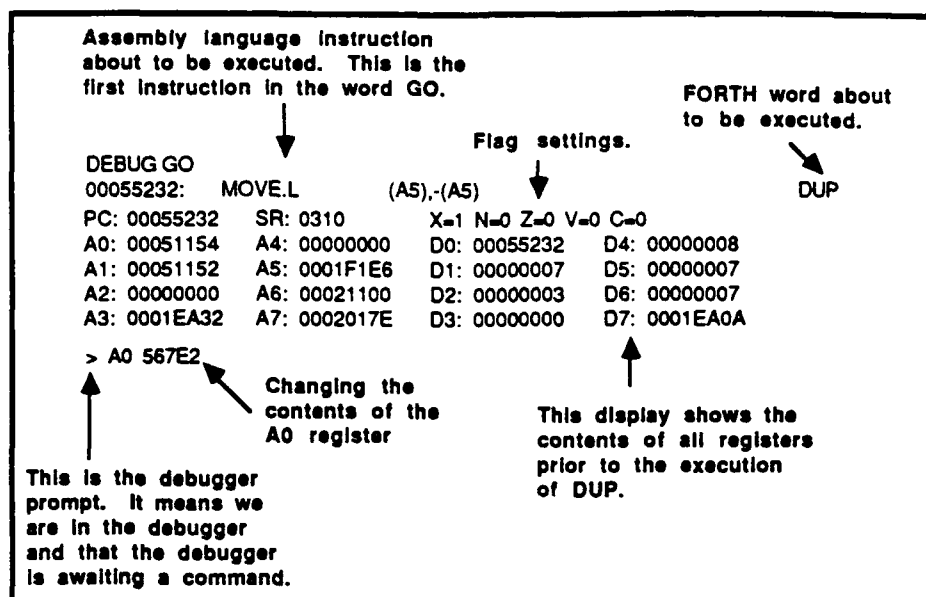 Assembly language instruction
about to be executed. This is the
first instruction in the word GO.
FORTH word about
to be executed.
Flag settings.
DEBUG GO
00055232: MOVE.L (A5),-(A5) DUP
PC: 00055232 SR: 0310 X=1 N=0 Z=0 V=0 C=0
A0: 00051154 A4: 00000000 D0: 00055232 D4: 00000008
A1: 00051152 A5: 0001F1E6 D1: 00000007 D5: 00000007
A2: 00000000 A6: 00021100 D2: 00000003 D6: 00000007
A3: 0001EA32 A7: 0002017E D3: 00000000 D7: 0001EA0A
> A0 567E2
Changing the
contents of the
A0 register
This display shows the
contents of all registers
prior to the execution
of DUP.
This is the debugger
prompt. It means we
are in the debugger
and that the debugger
is awaiting a command.